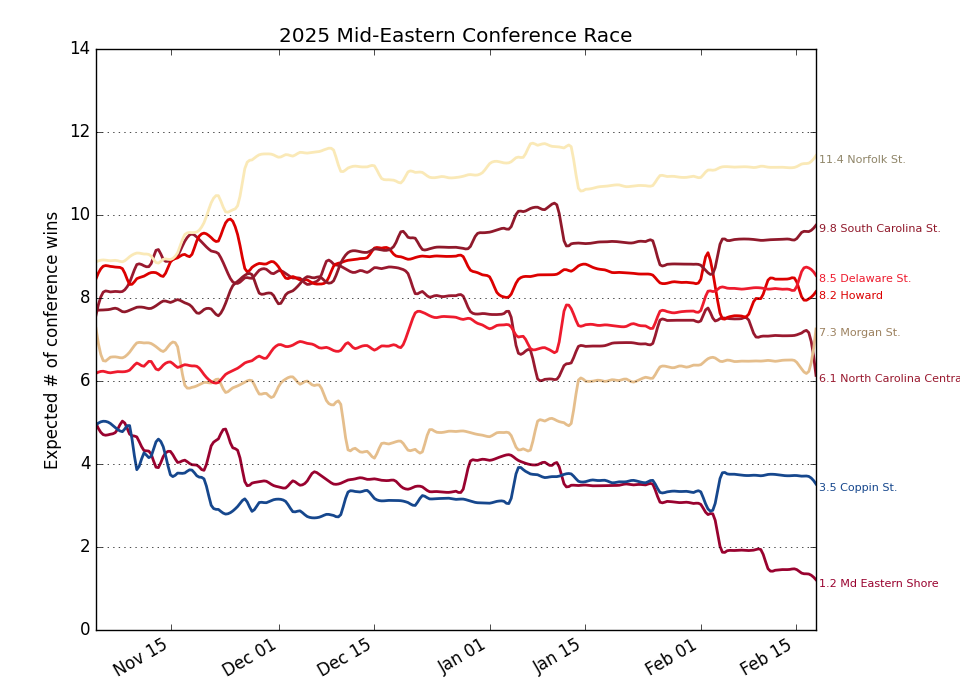 2025 Mid-Eastern Conference Race
Expected # of conference wins
14
12
10
8
6
4
2
0
11.4 Norfolk St.
9.8 South Carolina St.
8.5 Delaware St.
8.2 Howard
7.3 Morgan St.
6.1 North Carolina Centra
3.5 Coppin St.
1.2 Md Eastern Shore
Nov 15
Dec 01
Dec 15
Jan 01
Jan 15
Feb 01
Feb 15